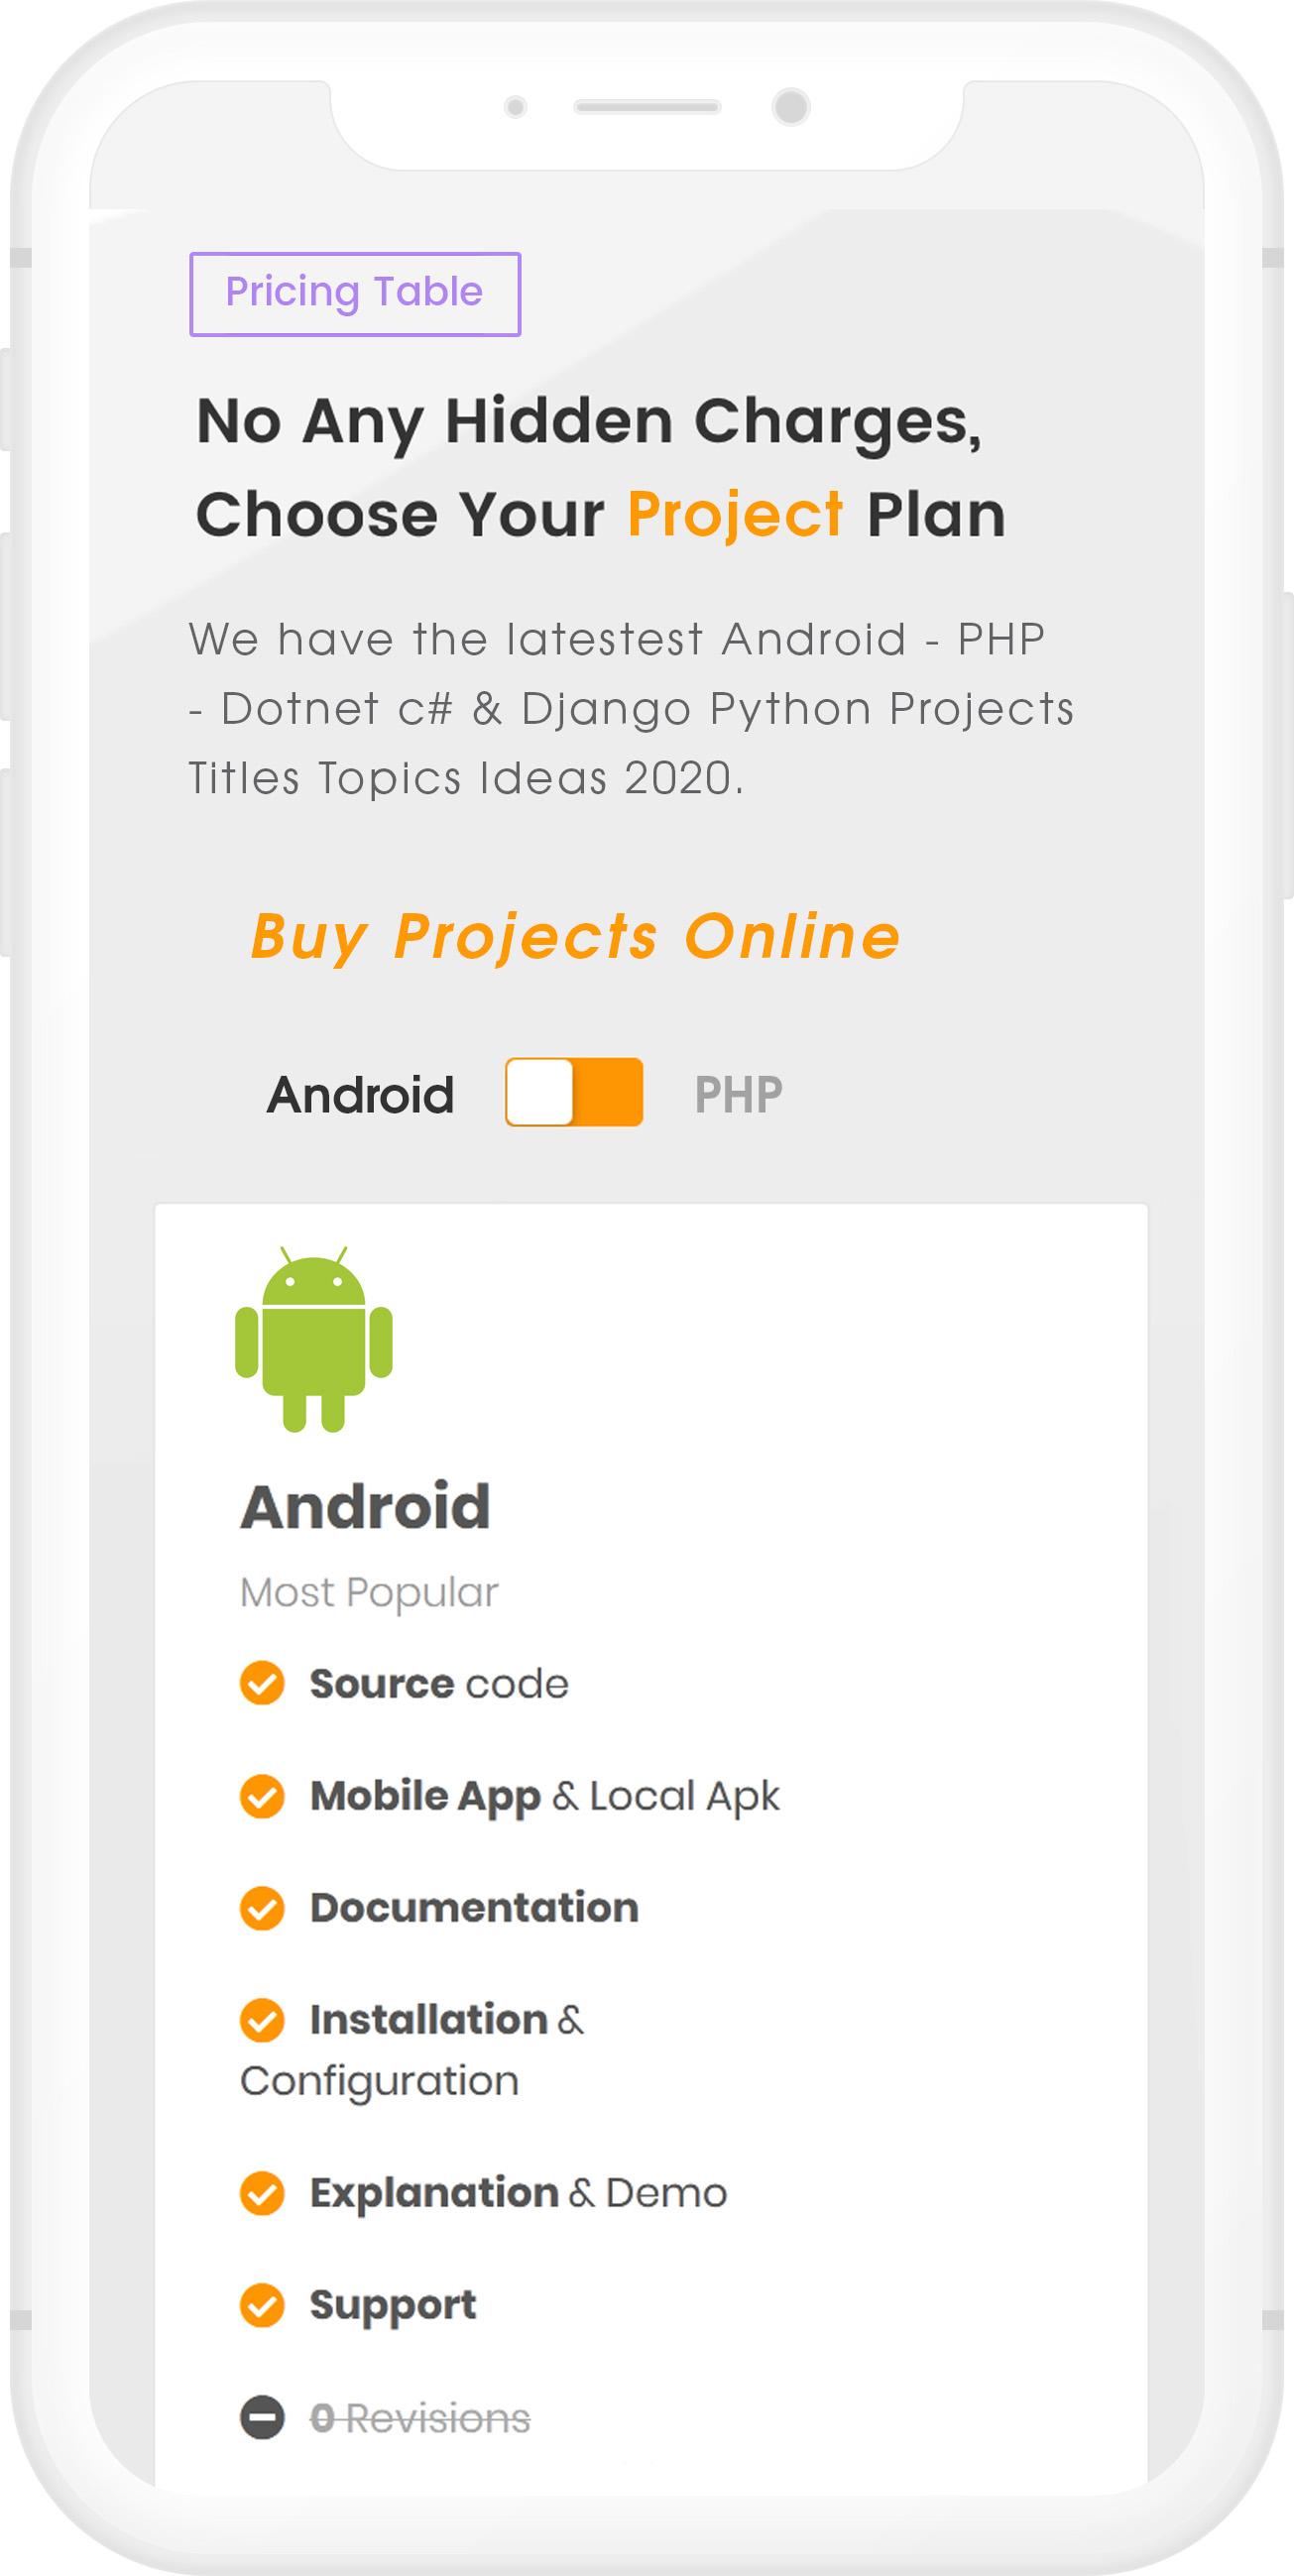 Pricing Table
No Any Hidden Charges,
Choose Your Project Plan
We have the latestest Android - PHP
- Dotnet c# & Django Python Projects
Titles Topics Ideas 2020.
Buy Projects Online
Android PHP
Android
Most Popular
Source code
Mobile App & Local Apk
Documentation
Installation &
Configuration
Explanation & Demo
Support
0 Revisions